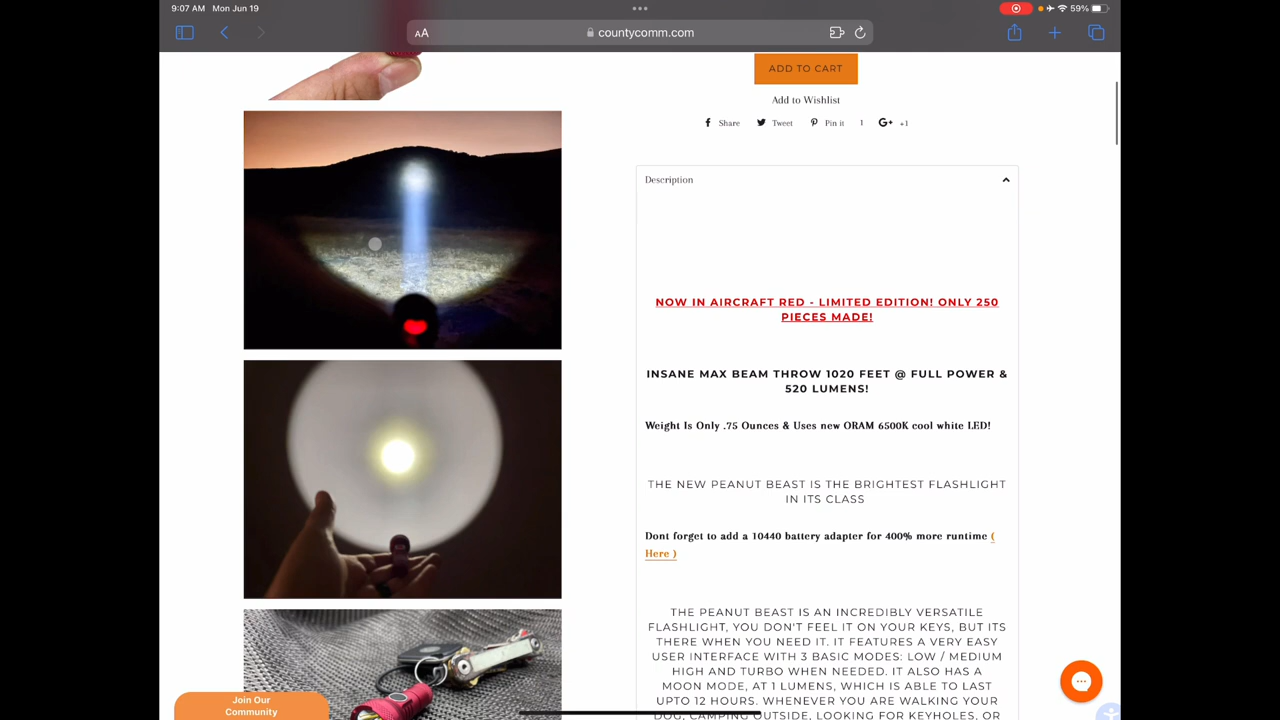 9:07 AM Mon Jun 19
59%
AA
countycomm.com
ADD TO CART
Add to Wishlist
Share Tweet Pin it 1 +1
Description
NOW IN AIRCRAFT RED - LIMITED EDITION! ONLY 250
PIECES MADE!
INSANE MAX BEAM THROW 1020 FEET @ FULL POWER &
520 LUMENS!
Weight Is Only .75 Ounces & Uses new ORAM 6500K cool white LED!
THE NEW PEANUT BEAST IS THE BRIGHTEST FLASHLIGHT
IN ITS CLASS
Dont forget to add a 10440 battery adapter for 400% more runtime (
Here )
THE PEANUT BEAST IS AN INCREDIBLY VERSATILE
FLASHLIGHT, YOU DON'T FEEL IT ON YOUR KEYS, BUT ITS
THERE WHEN YOU NEED IT. IT FEATURES A VERY EASY
USER INTERFACE WITH 3 BASIC MODES: LOW / MEDIUM
HIGH AND TURBO WHEN NEEDED. IT ALSO HAS A
MOON MODE, AT 1 LUMENS, WHICH IS ABLE TO LAST
UPTO 12 HOURS. WHENEVER YOU ARE WALKING YOUR
DOG, CAMPING OUTSIDE, LOOKING FOR KEYHOLES, OR
Join Our
Community